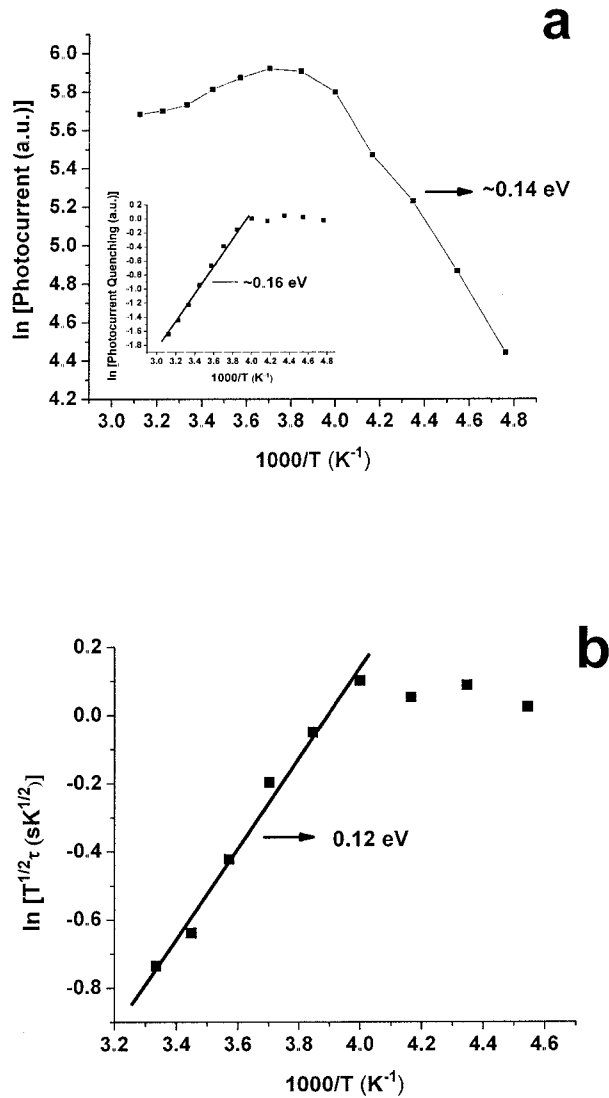 a
ln [Photocurrent (a.u.)]
6.0
5.8
5.6
5.4
5.2
5.0
4.8
4.6
4.4
4.2
~0.14 eV
ln [Photocurrent Quenching (a.u.)]
0.2
0.0
-0.2
-0.4
-0.6
-0.8
-1.0
-1.2
-1.4
-1.6
-1.8
~0.16 eV
3.0 3.2 3.4 3.6 3.8 4.0 4.2 4.4 4.6 4.8
1000/T (K⁻¹)
3.0 3.2 3.4 3.6 3.8 4.0 4.2 4.4 4.6 4.8
1000/T (K⁻¹)
b
ln [T¹ᐟ²τ (sK¹ᐟ²)]
0.2
0.0
-0.2
-0.4
-0.6
-0.8
0.12 eV
3.2 3.4 3.6 3.8 4.0 4.2 4.4 4.6
1000/T (K⁻¹)